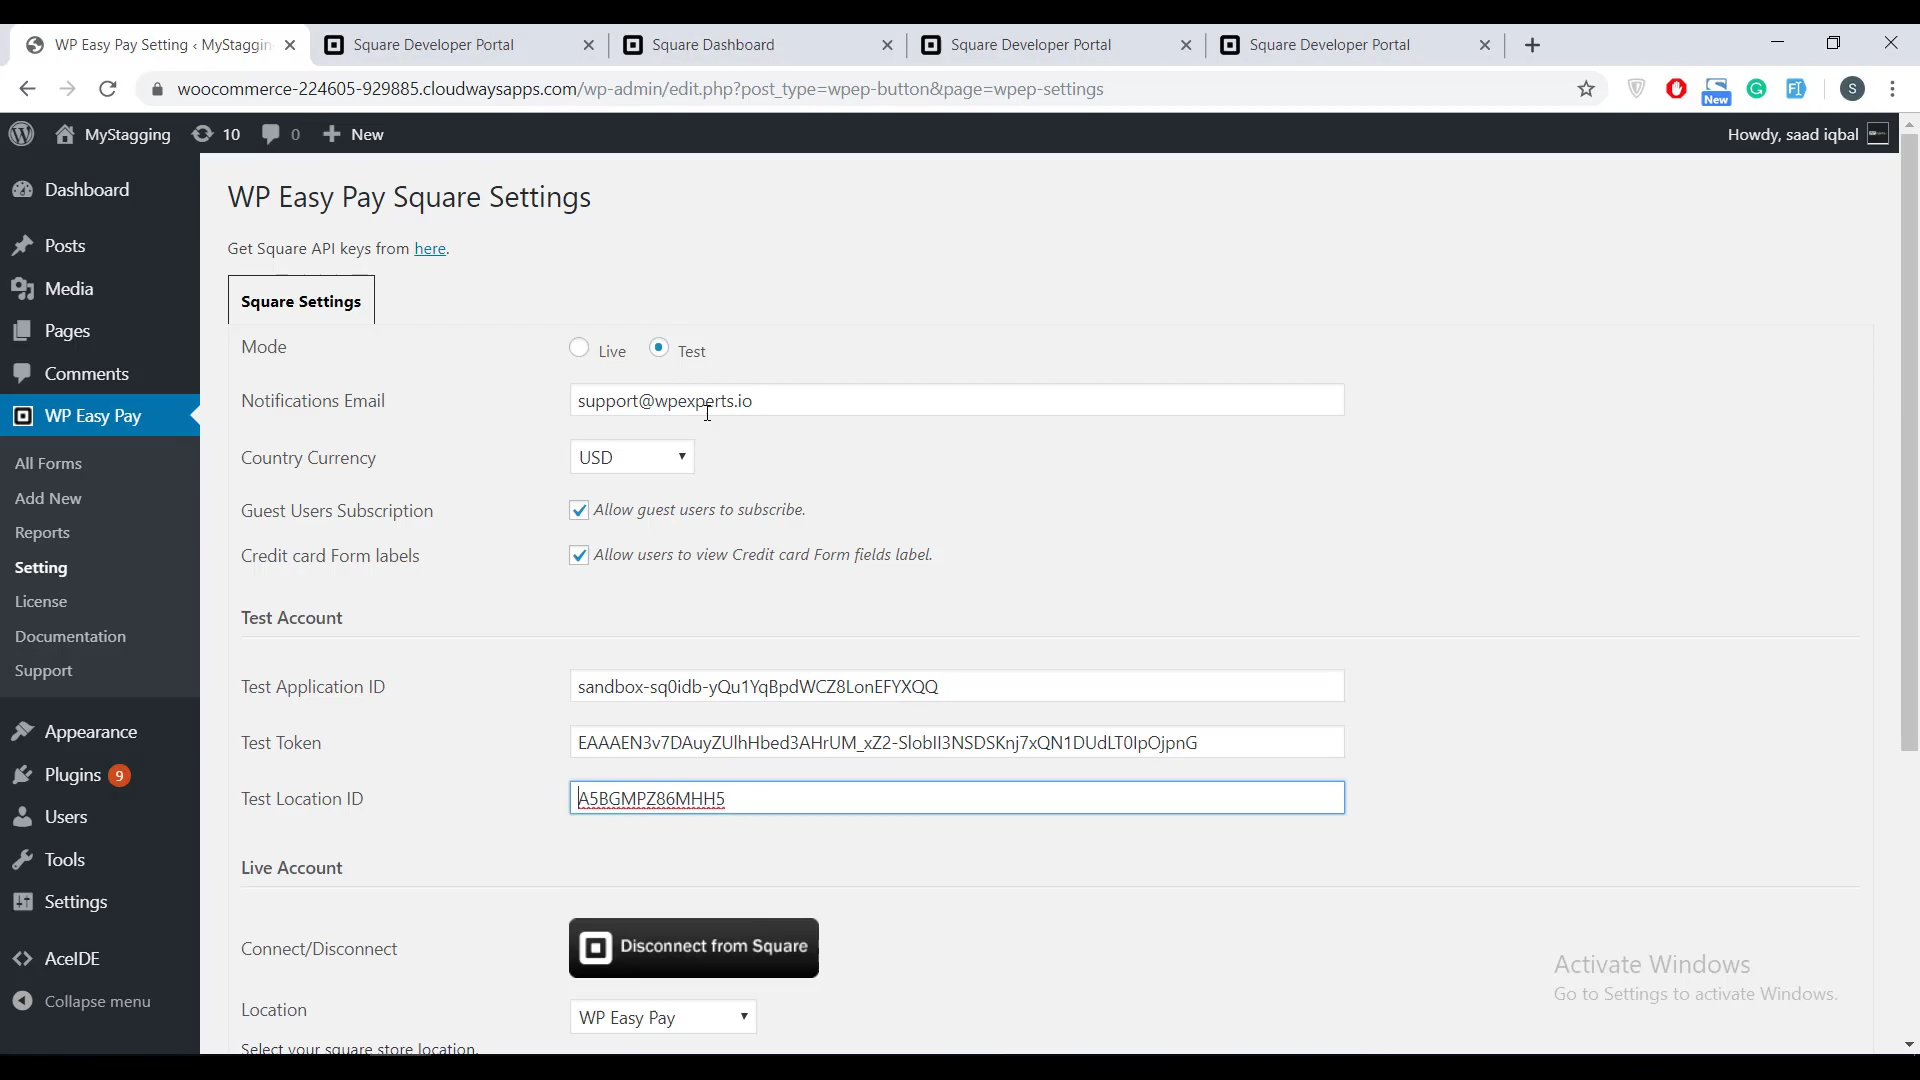 WP Easy Pay Setting ‹ MyStaggin
Square Developer Portal
Square Dashboard
Square Developer Portal
Square Developer Portal
woocommerce-224605-929885.cloudwaysapps.com/wp-admin/edit.php?post_type=wpep-button&page=wpep-settings
New
S
MyStagging
10
0
New
Howdy, saad iqbal
Dashboard
Posts
Media
Pages
Comments
WP Easy Pay
All Forms
Add New
Reports
Setting
License
Documentation
Support
Appearance
Plugins 9
Users
Tools
Settings
AceIDE
Collapse menu
WP Easy Pay Square Settings
Get Square API keys from here.
Square Settings
Mode
Live
Test
Notifications Email
support@wpexperts.io
Country Currency
USD
Guest Users Subscription
Allow guest users to subscribe.
Credit card Form labels
Allow users to view Credit card Form fields label.
Test Account
Test Application ID
sandbox-sq0idb-yQu1YqBpdWCZ8LonEFYXQQ
Test Token
EAAAEN3v7DAuyZUlhHbed3AHrUM_xZ2-SlobII3NSDSKnj7xQN1DUdLT0IpOjpnG
Test Location ID
A5BGMPZ86MHH5
Live Account
Connect/Disconnect
Disconnect from Square
Location
WP Easy Pay
Select your square store location.
Activate Windows
Go to Settings to activate Windows.